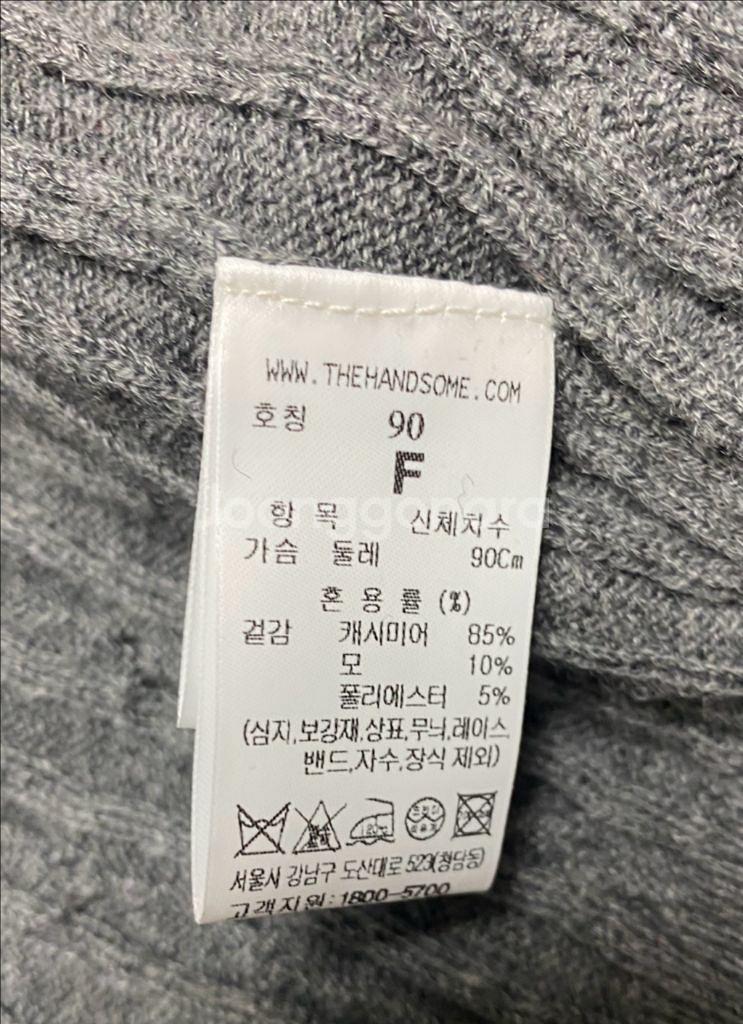 WWW.THEHANDSOME.COM
호칭 90
F
항 목 신체치수
가슴 둘레 90Cm
혼 용 률 (%)
겉감 캐시미어 85%
모 10%
폴리에스터 5%
(심지,보강재,상표,무늬,레이스,
밴드,자수,장식 제외)
서울시 강남구 도산대로 523(청담동)
고객지원:1800-5700